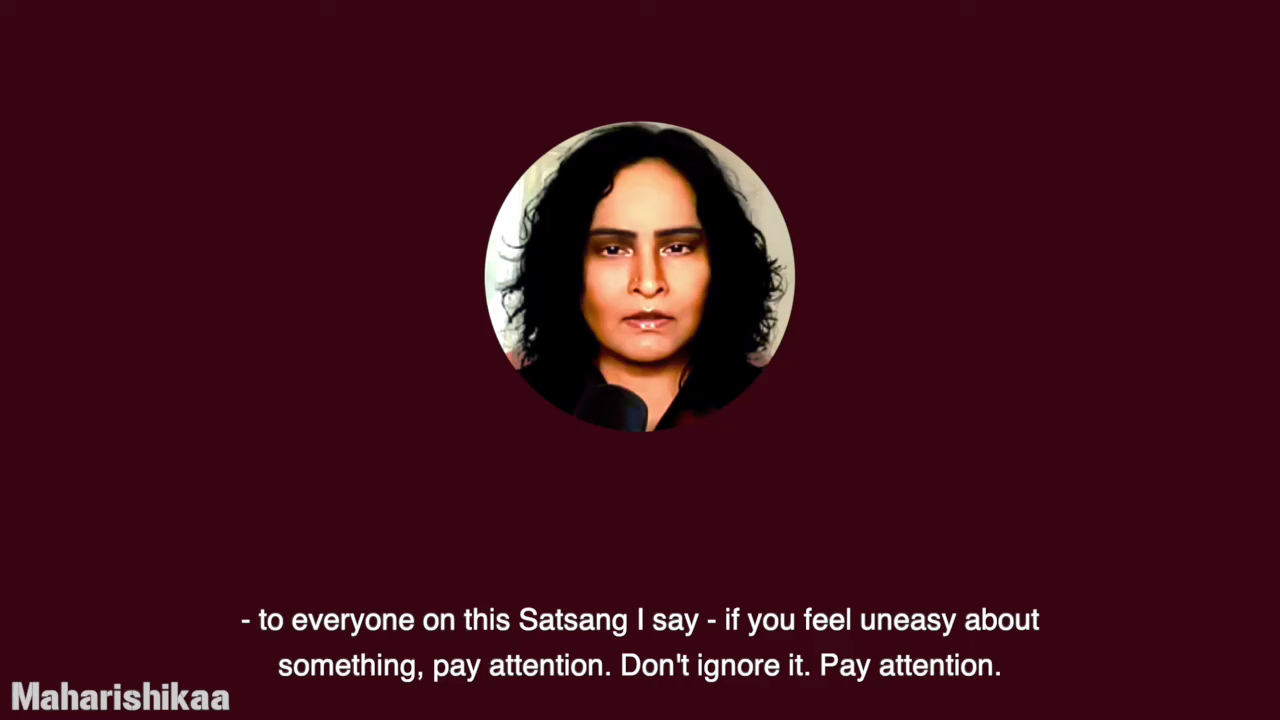 - to everyone on this Satsang I say - if you feel uneasy about
something, pay attention. Don't ignore it. Pay attention.
Maharishikaa